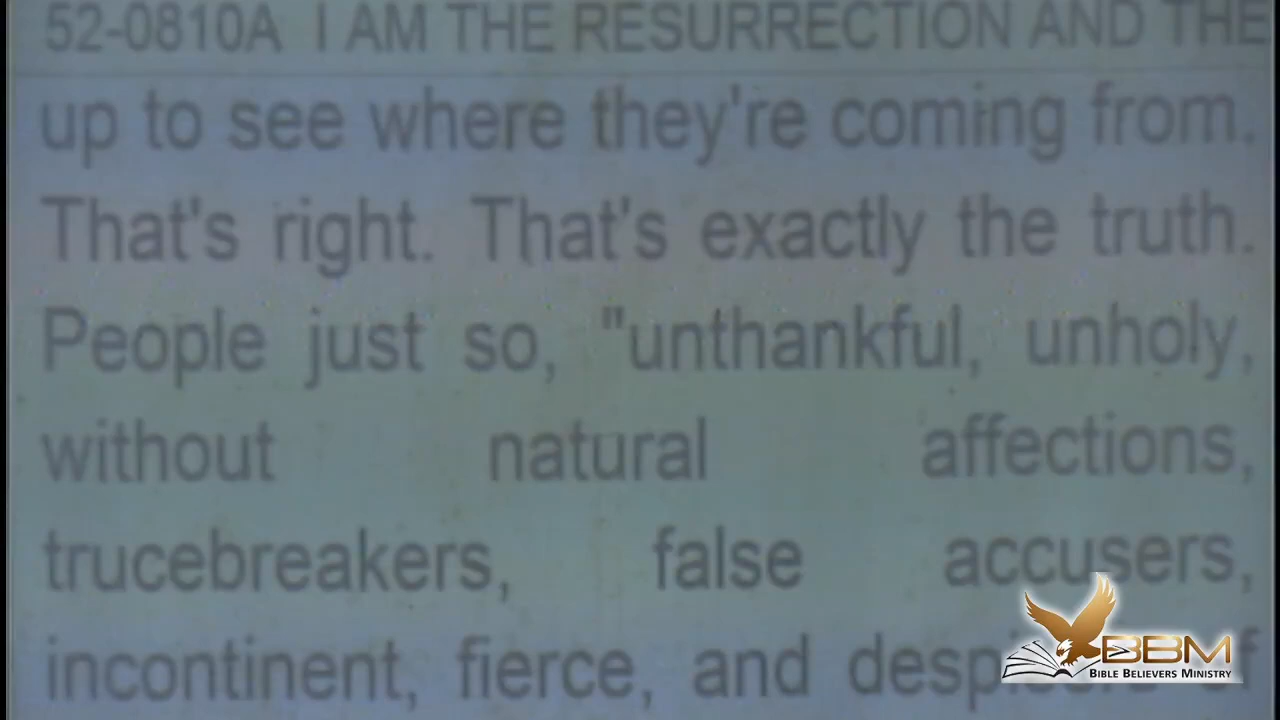 52-0810A I AM THE RESURRECTION AND THE
up to see where they're coming from.
That's right. That's exactly the truth.
People just so, "unthankful, unholy,
without natural affections,
trucebreakers, false accusers,
incontinent, fierce, and despisers of
BBM
BIBLE BELIEVERS MINISTRY